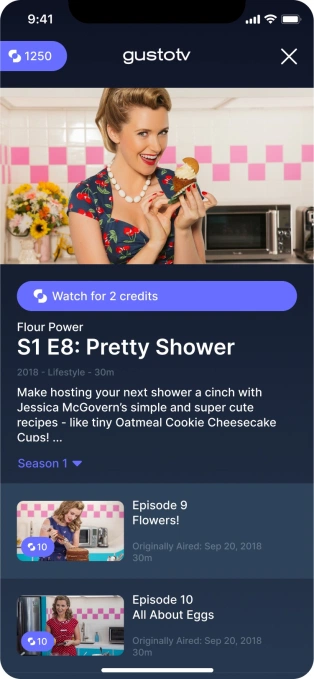 9:41
1250
gustotv
Watch for 2 credits
Flour Power
S1 E8: Pretty Shower
2018 - Lifestyle - 30m
Make hosting your next shower a cinch with
Jessica McGovern's simple and super cute
recipes - like tiny Oatmeal Cookie Cheesecake
Cups! ...
Season 1
Episode 9
Flowers!
10
Originally Aired: Sep 20, 2018
30m
Episode 10
All About Eggs
10
Originally Aired: Sep 20, 2018
30m